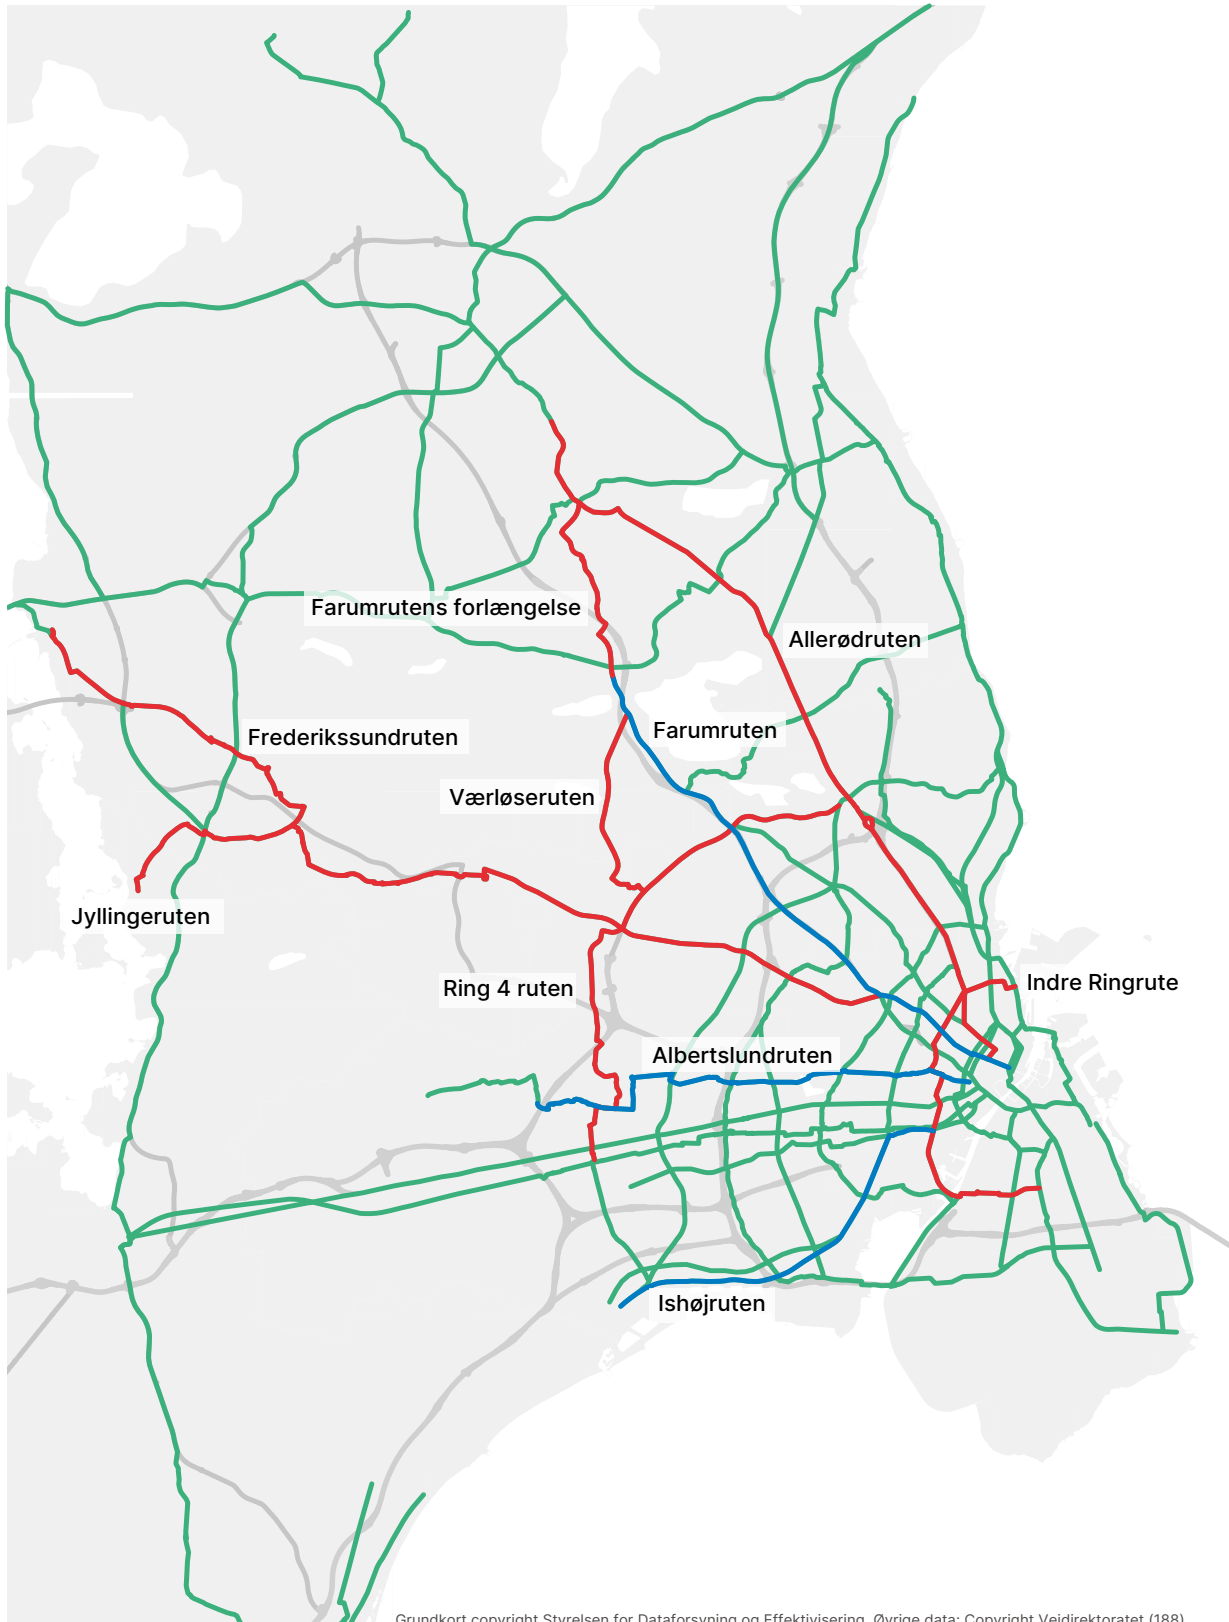 Farumrutens forlængelse
Allerødruten
Farumruten
Frederikssundruten
Værløseruten
Jyllingeruten
Ring 4 ruten
Indre Ringrute
Albertslundruten
Ishøjruten
Grundkort copyright Styrelsen for Dataforsyning og Effektivisering. Øvrige data: Copyright Vejdirektoratet (188)